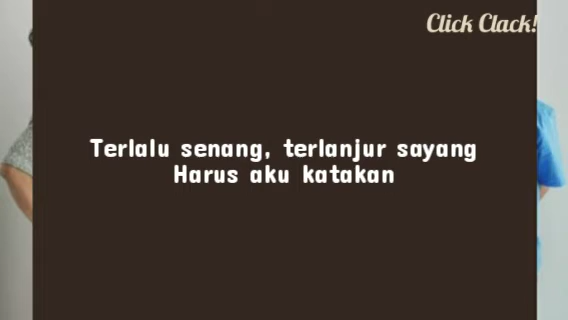 Click Clack!
Terlalu senang, terlanjur sayang
Harus aku katakan